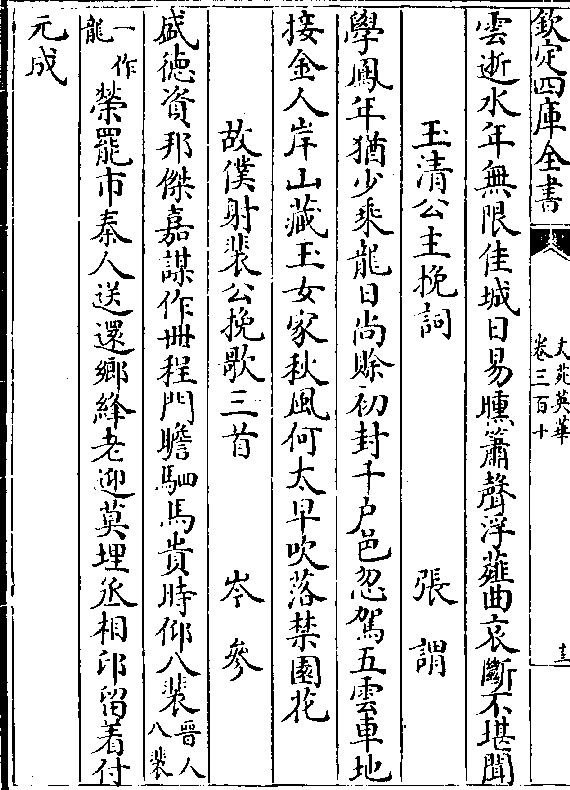 欽定四庫全書
文苑英華
卷三百十
雲逝水年無限佳城日易曛簫聲浮薤曲哀斷不堪聞
玉清公主挽詞 張謂
學鳳年猶少乘龍日尚賒初封千户邑忽駕五雲車地
接金人岸山藏玉女家秋風何太早吹落禁園花
故僕射裴公挽歌三首 岑參
盛徳資邦傑嘉謀作丗程門瞻駟馬貴時仰八裴晉人八裴
一作龍榮罷市秦人送還鄉絳老迎莫埋丞相印留着付
元成